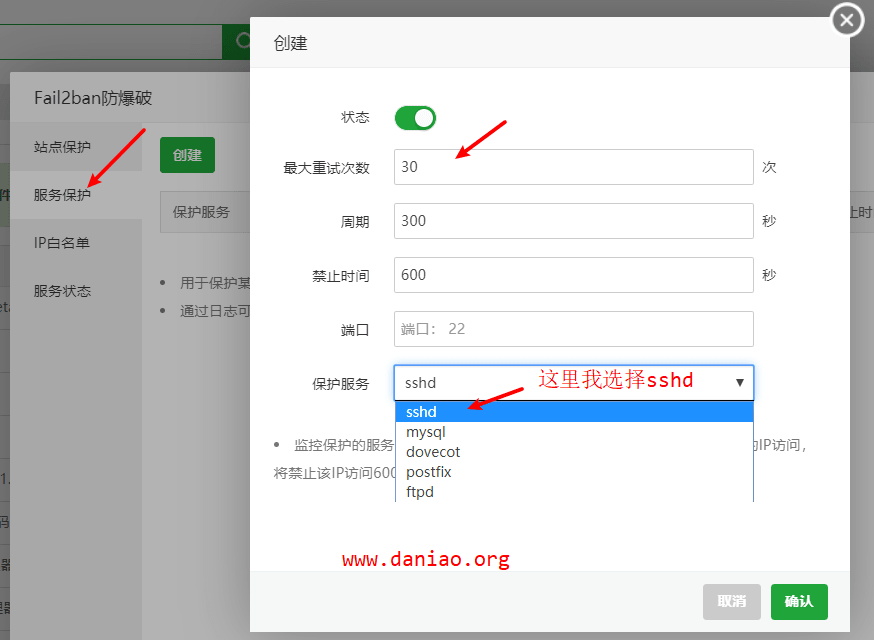 创建
Fail2ban防爆破
站点保护
服务保护
IP白名单
服务状态
创建
保护服务
用于保护某
通过日志可
状态
最大重试次数 30 次
周期 300 秒
禁止时间 600 秒
端口 端口： 22
保护服务 sshd
这里我选择sshd
sshd
mysql
dovecot
postfix
ftpd
监控保护的服务
的IP访问，
将禁止该IP访问600
www.daniao.org
取消 确认
止时